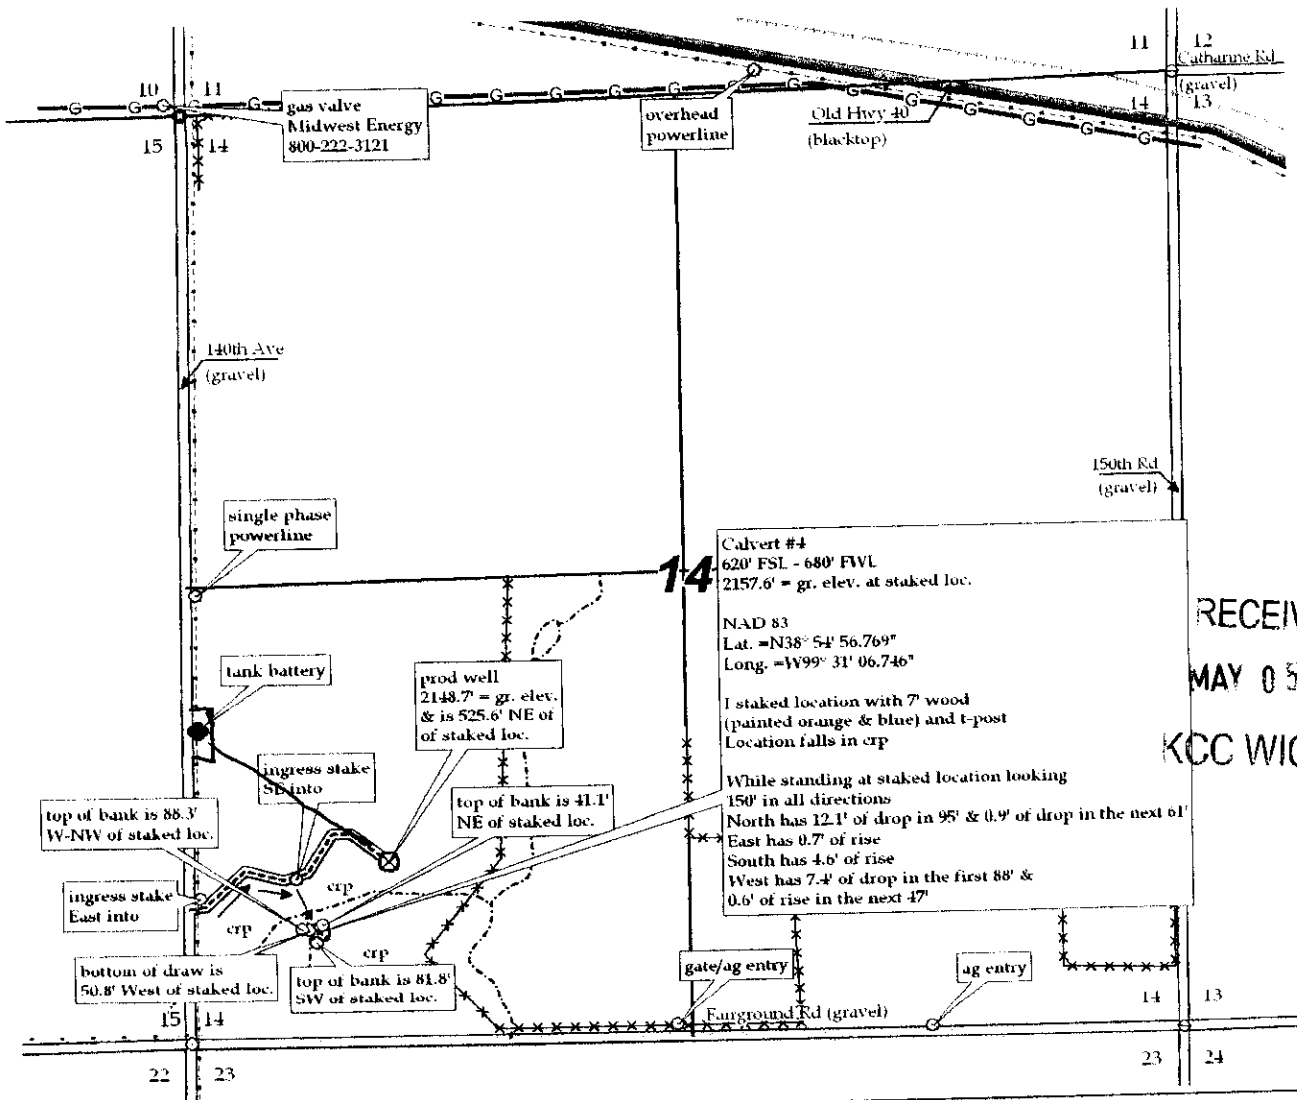 11 12
Catharine Rd
(gravel)
14 13
10 11
15 14
gas valve
Midwest Energy
800-222-3121
G G G G G G G G G G G G G G G G G
overhead
powerline
Old Hwy 40
(blacktop)
140th Ave
(gravel)
150th Rd
(gravel)
single phase
powerline
14
Calvert #4
620' FSL - 680' FWL
2157.6' = gr. elev. at staked loc.
NAD 83
Lat. =N38° 54' 56.769"
Long. =W99° 31' 06.746"
I staked location with 7' wood
(painted orange & blue) and t-post
Location falls in crp
While standing at staked location looking
150' in all directions
North has 12.1' of drop in 95' & 0.9' of drop in the next 61'
East has 0.7' of rise
South has 4.6' of rise
West has 7.4' of drop in the first 88' &
0.6' of rise in the next 47'
RECEIV
MAY 0 5
KCC WIC
tank battery
prod well
2148.7' = gr. elev.
& is 525.6' NE of
of staked loc.
ingress stake
SE into
top of bank is 88.3'
W-NW of staked loc.
top of bank is 41.1'
NE of staked loc.
ingress stake
East into
crp
crp
crp
bottom of draw is
50.8' West of staked loc.
top of bank is 81.8'
SW of staked loc.
gate/ag entry
ag entry
Fairground Rd (gravel)
15 14
22 23
14 13
23 24